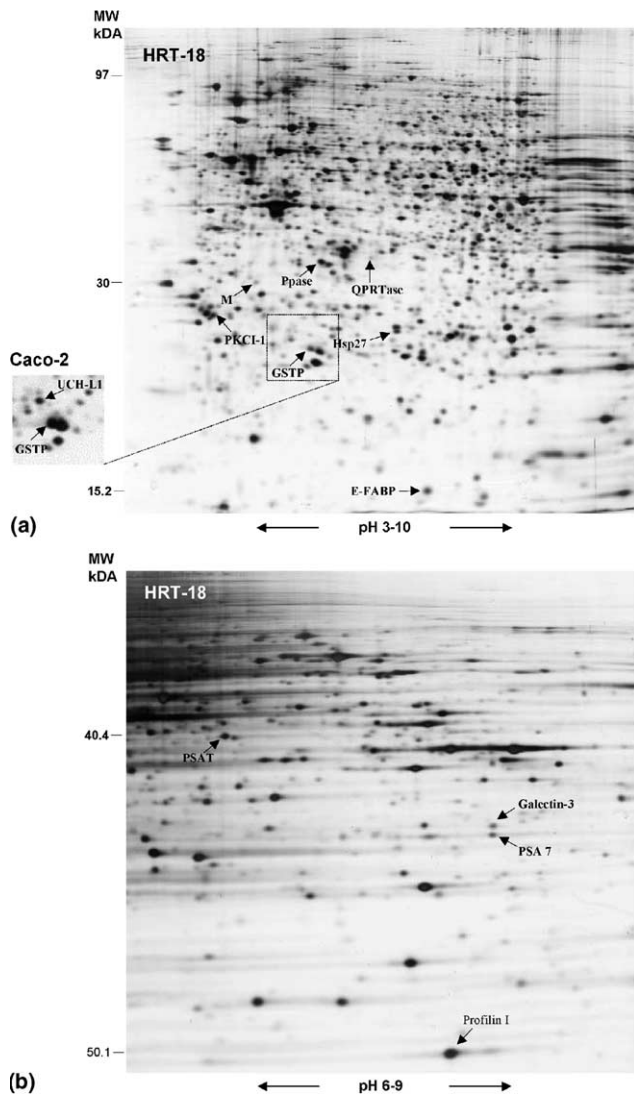 MW
kDA
HRT-18
97
30
Ppase
QPRTase
M
PKCI-1
Hsp27
GSTP
Caco-2
UCH-L1
GSTP
15.2
E-FABP
(a)
pH 3-10
MW
kDA
HRT-18
40.4
PSAT
Galectin-3
PSA 7
Profilin I
50.1
(b)
pH 6-9